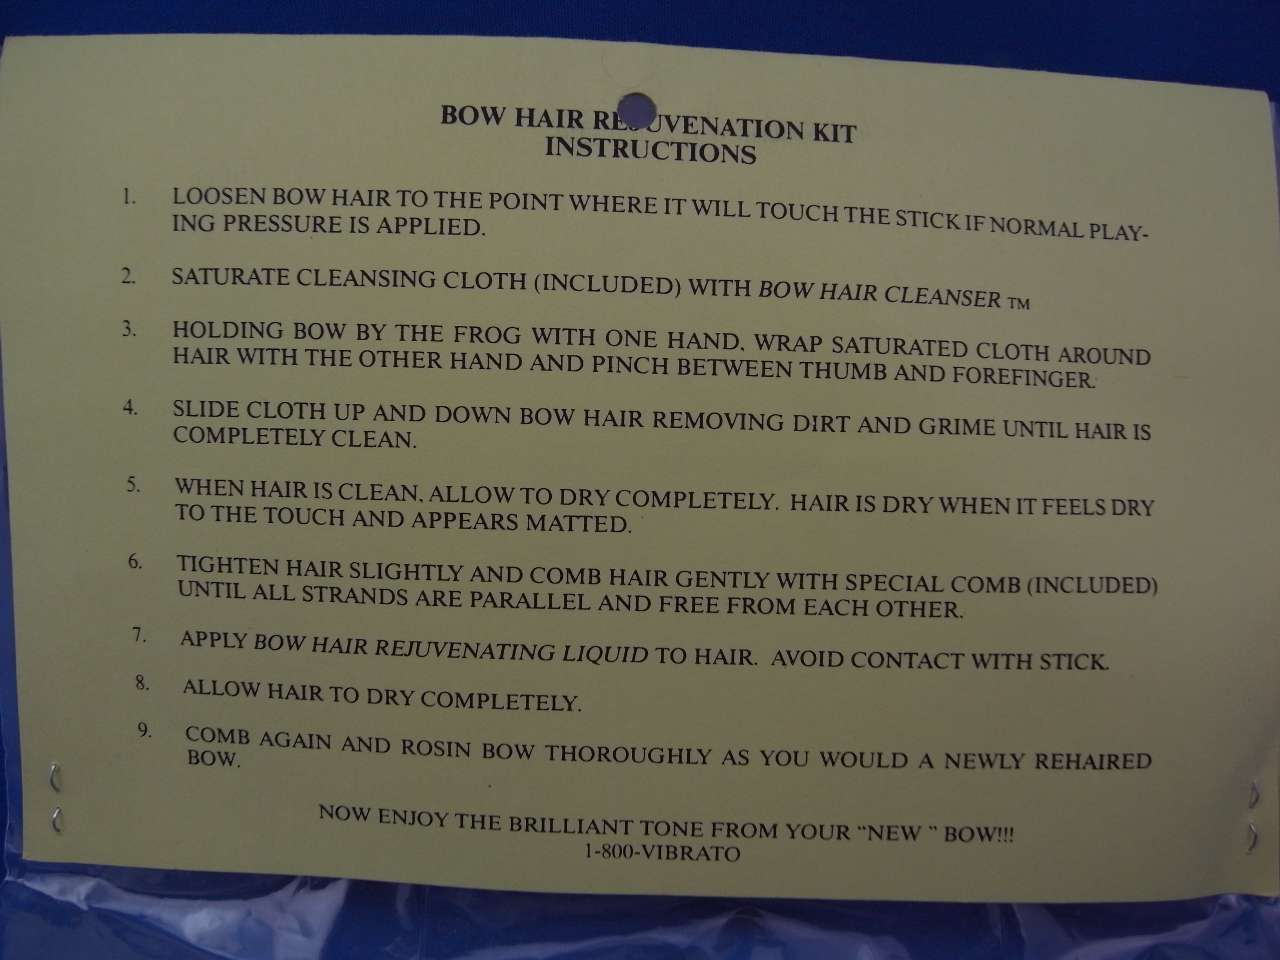 BOW HAIR REJUVENATION KIT
INSTRUCTIONS
1. LOOSEN BOW HAIR TO THE POINT WHERE IT WILL TOUCH THE STICK IF NORMAL PLAY-
ING PRESSURE IS APPLIED.
2. SATURATE CLEANSING CLOTH (INCLUDED) WITH BOW HAIR CLEANSER TM
3. HOLDING BOW BY THE FROG WITH ONE HAND, WRAP SATURATED CLOTH AROUND
HAIR WITH THE OTHER HAND AND PINCH BETWEEN THUMB AND FOREFINGER.
4. SLIDE CLOTH UP AND DOWN BOW HAIR REMOVING DIRT AND GRIME UNTIL HAIR IS
COMPLETELY CLEAN.
5. WHEN HAIR IS CLEAN, ALLOW TO DRY COMPLETELY. HAIR IS DRY WHEN IT FEELS DRY
TO THE TOUCH AND APPEARS MATTED.
6. TIGHTEN HAIR SLIGHTLY AND COMB HAIR GENTLY WITH SPECIAL COMB (INCLUDED)
UNTIL ALL STRANDS ARE PARALLEL AND FREE FROM EACH OTHER.
7. APPLY BOW HAIR REJUVENATING LIQUID TO HAIR. AVOID CONTACT WITH STICK.
8. ALLOW HAIR TO DRY COMPLETELY.
9. COMB AGAIN AND ROSIN BOW THOROUGHLY AS YOU WOULD A NEWLY REHAIRED
BOW.
NOW ENJOY THE BRILLIANT TONE FROM YOUR “NEW ” BOW!!!
1-800-VIBRATO